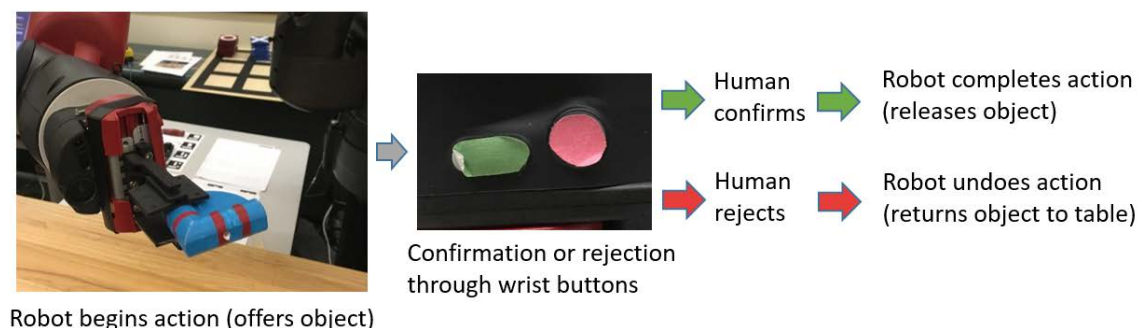 Robot begins action (offers object)
Confirmation or rejection
through wrist buttons
Human
confirms
Robot completes action
(releases object)
Human
rejects
Robot undoes action
(returns object to table)